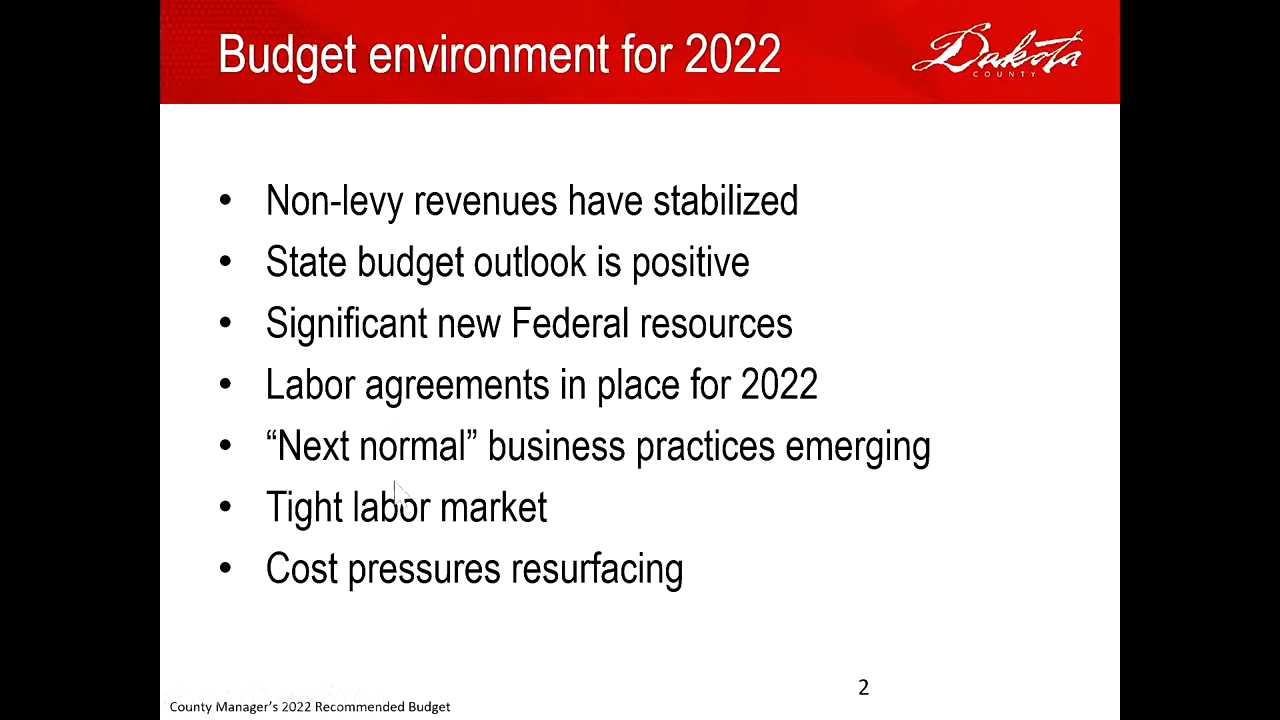 Budget environment for 2022
Dakota
COUNTY
• Non-levy revenues have stabilized
• State budget outlook is positive
• Significant new Federal resources
• Labor agreements in place for 2022
• “Next normal” business practices emerging
• Tight labor market
• Cost pressures resurfacing
2
County Manager’s 2022 Recommended Budget